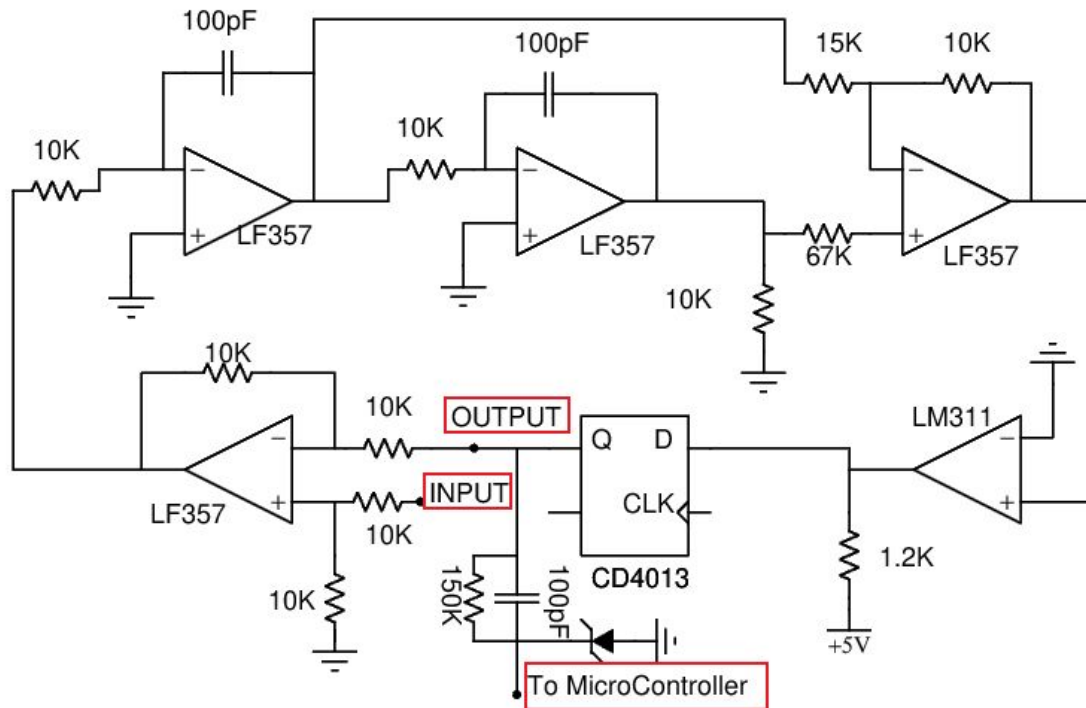 100pF
100pF
15K
10K
10K
10K
−
+
LF357
−
+
LF357
−
+
LF357
67K
10K
10K
10K
OUTPUT
INPUT
10K
−
+
LF357
10K
Q D
CLK
CD4013
LM311
−
+
1.2K
+5V
150K
100pF
To MicroController